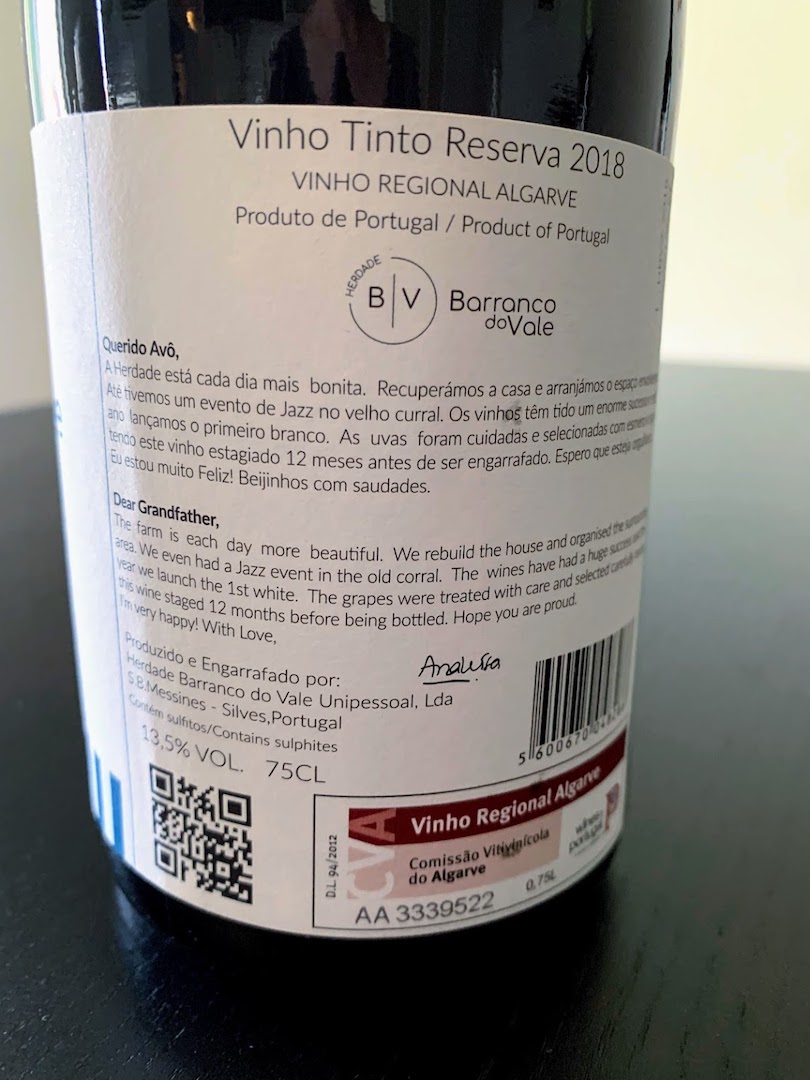 Vinho Tinto Reserva 2018
VINHO REGIONAL ALGARVE
Produto de Portugal / Product of Portugal
HERDADE
B|V
Barranco
doVale
Querido Avô,
A Herdade está cada dia mais bonita. Recuperámos a casa e arranjámos o espaço
Até tivemos um evento de Jazz no velho curral. Os vinhos têm tido um enorme sucesso
ano lançamos o primeiro branco. As uvas foram cuidadas e selecionadas com
tendo este vinho estagiado 12 meses antes de ser engarrafado. Espero que esteja
Eu estou muito Feliz! Beijinhos com saudades.
Dear Grandfather,
The farm is each day more beautiful. We rebuild the house and organised the
area. We even had a Jazz event in the old corral. The wines have had a huge success
year we launch the 1st white. The grapes were treated with care and selected carefully
this wine staged 12 months before being bottled. Hope you are proud.
I'm very happy! With Love,
Produzido e Engarrafado por:
Herdade Barranco do Vale Unipessoal, Lda
S.B.Messines - Silves,Portugal
Contém sulfitos/Contains sulphites
13,5% VOL. 75CL
5 600670
CVA
Vinho Regional Algarve
Comissão Vitivinícola
do Algarve
wines
portugal
D.L. 94/2012
AA 3339522
0,75L